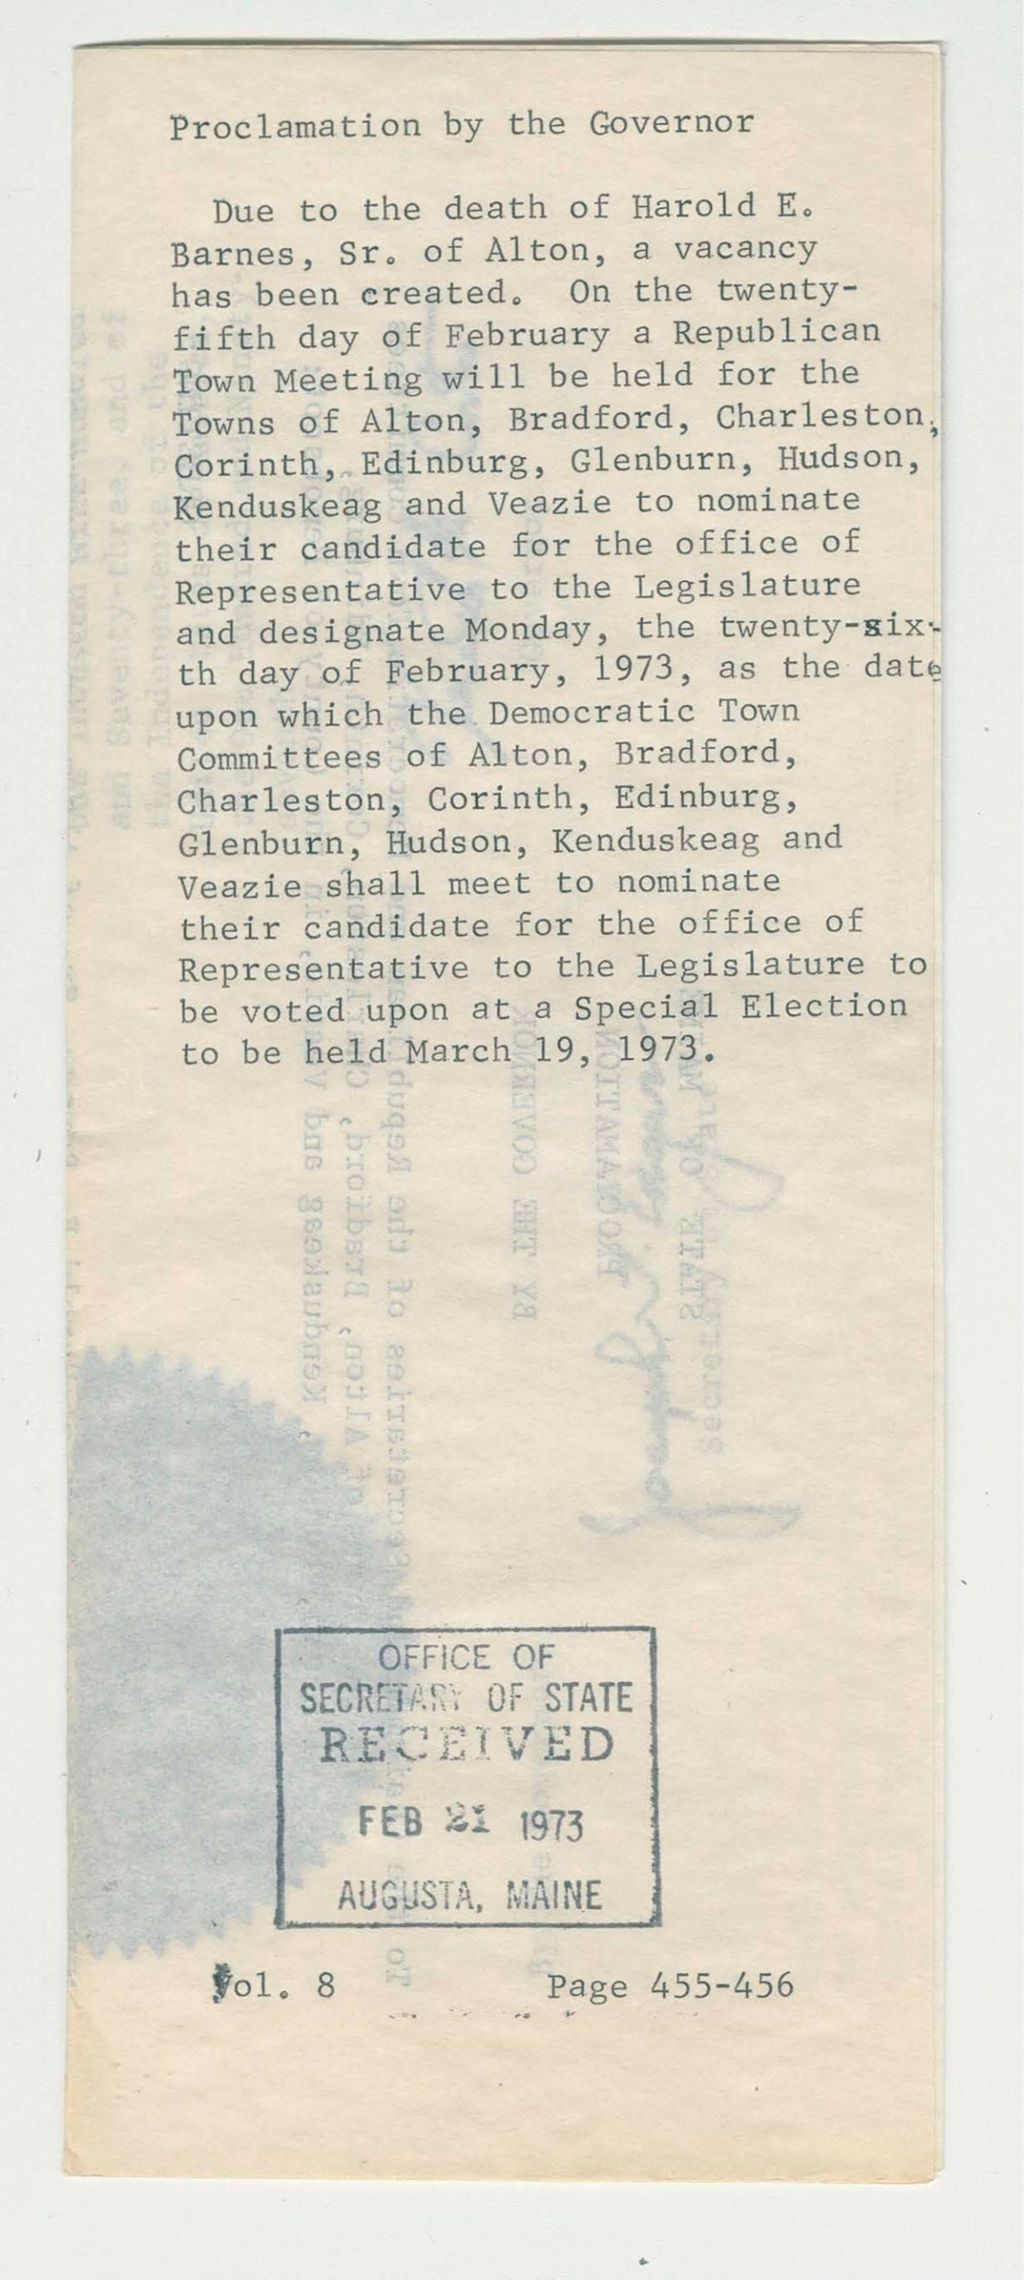 Proclamation by the Governor
Due to the death of Harold E.
Barnes, Sr. of Alton, a vacancy
has been created. On the twenty-
fifth day of February a Republican
Town Meeting will be held for the
Towns of Alton, Bradford, Charleston,
Corinth, Edinburg, Glenburn, Hudson,
Kenduskeag and Veazie to nominate
their candidate for the office of
Representative to the Legislature
and designate Monday, the twenty-six-
th day of February, 1973, as the date
upon which the Democratic Town
Committees of Alton, Bradford,
Charleston, Corinth, Edinburg,
Glenburn, Hudson, Kenduskeag and
Veazie shall meet to nominate
their candidate for the office of
Representative to the Legislature to
be voted upon at a Special Election
to be held March 19, 1973.
OFFICE OF
SECRETARY OF STATE
RECEIVED
FEB 21 1973
AUGUSTA, MAINE
Vol. 8 Page 455-456